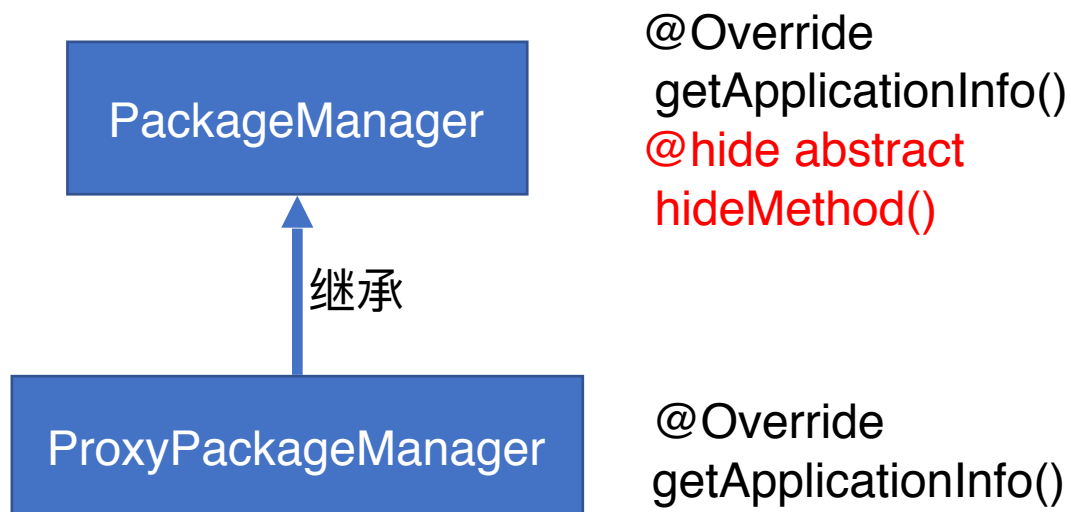 PackageManager
@Override
getApplicationInfo()
@hide abstract
hideMethod()
继承
ProxyPackageManager
@Override
getApplicationInfo()